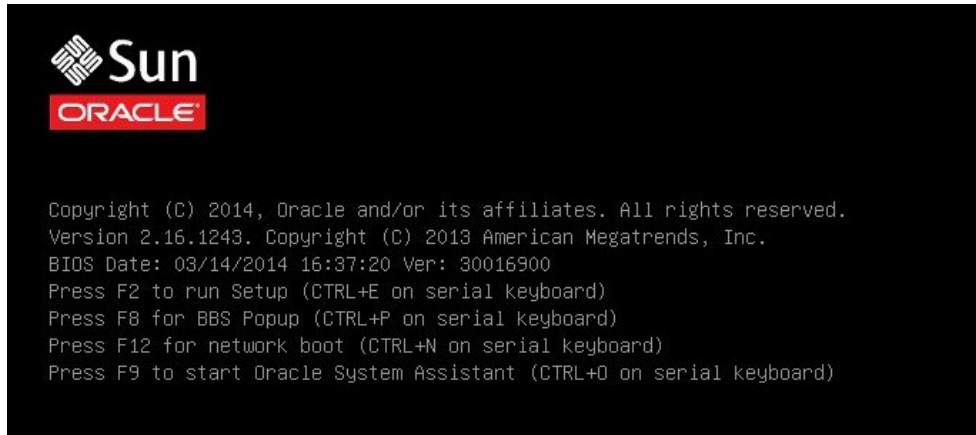 Sun
ORACLE
Copyright (C) 2014, Oracle and/or its affiliates. All rights reserved.
Version 2.16.1243. Copyright (C) 2013 American Megatrends, Inc.
BIOS Date: 03/14/2014 16:37:20 Ver: 30016900
Press F2 to run Setup (CTRL+E on serial keyboard)
Press F8 for BBS Popup (CTRL+P on serial keyboard)
Press F12 for network boot (CTRL+N on serial keyboard)
Press F9 to start Oracle System Assistant (CTRL+O on serial keyboard)